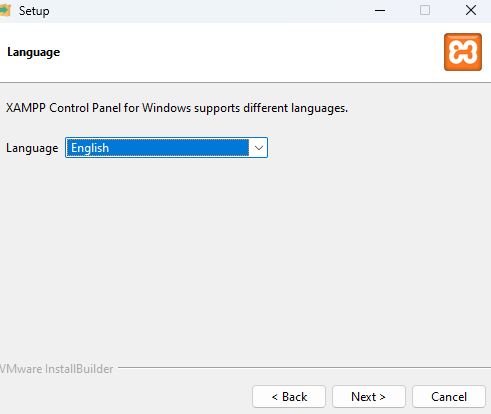 Setup
Language
XAMPP Control Panel for Windows supports different languages.
Language English
VMware InstallBuilder
< Back Next > Cancel